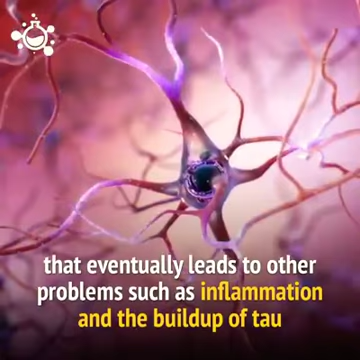 that eventually leads to other
problems such as inflammation
and the buildup of tau